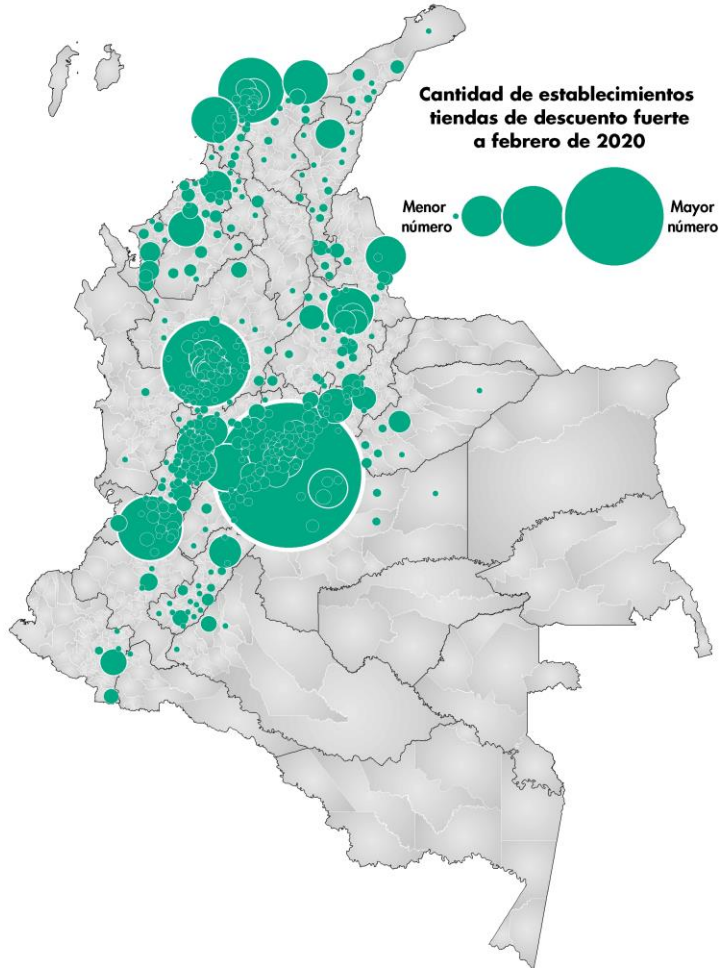 Cantidad de establecimientos
tiendas de descuento fuerte
a febrero de 2020
Menor
número
Mayor
número